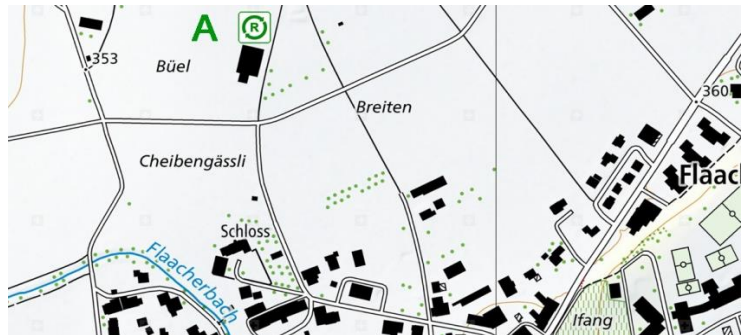 A
R
353
Büel
Breiten
360
Cheibengässli
Flaac
Schloss
Flaacherbach
Ifang